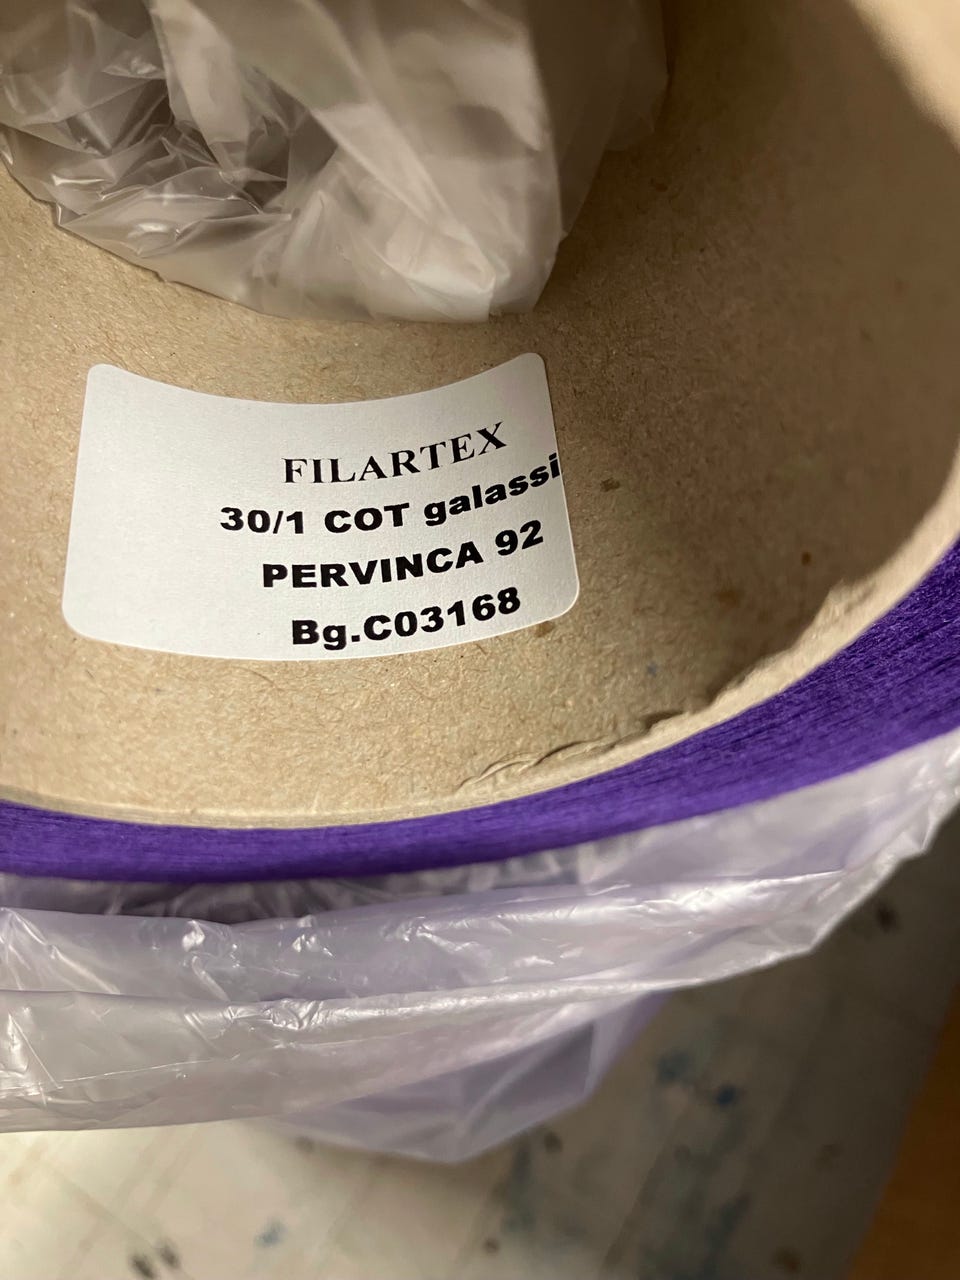 FILARTEX
30/1 COT galassi
PERVINCA 92
Bg.C03168